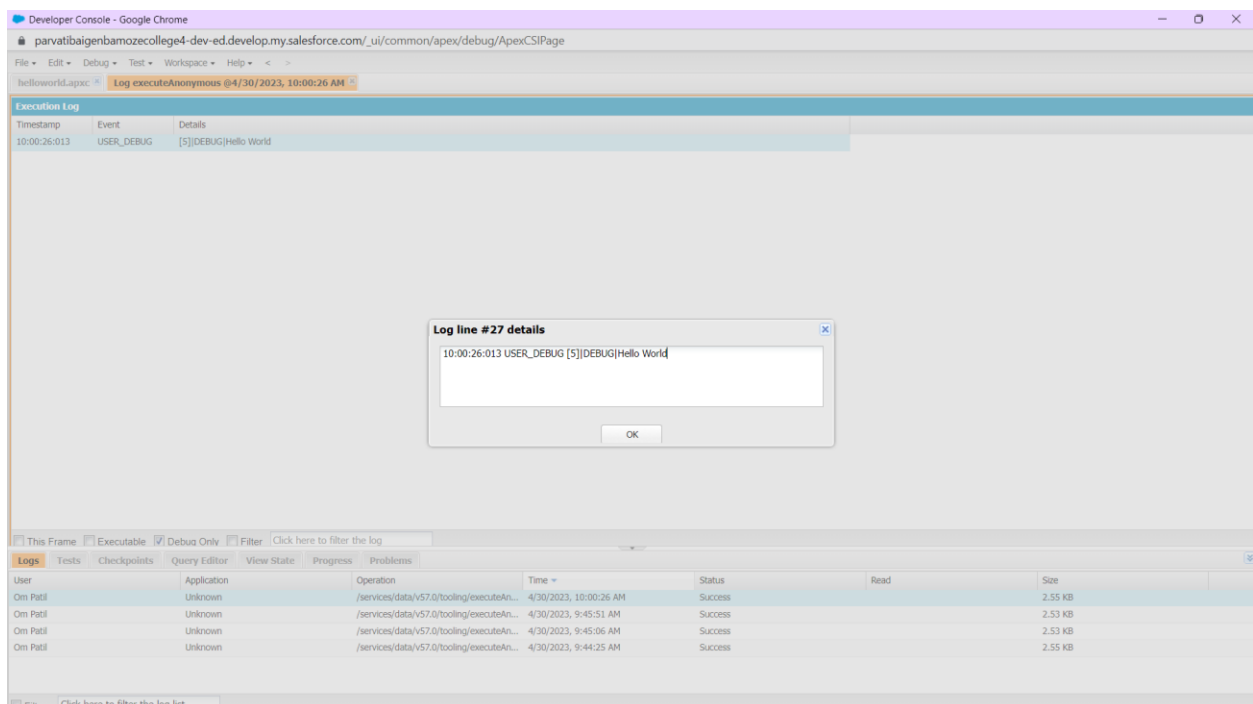 Developer Console - Google Chrome
parvatibaigenbamozecollege4-dev-ed.develop.my.salesforce.com/_ui/common/apex/debug/ApexCSIPage
File Edit Debug Test Workspace Help < >
helloworld.apxc Log executeAnonymous @4/30/2023, 10:00:26 AM
Execution Log
Timestamp Event Details
10:00:26:013 USER_DEBUG [5]|DEBUG|Hello World
Log line #27 details
10:00:26:013 USER_DEBUG [5]|DEBUG|Hello World
OK
This Frame Executable Debug Only Filter Click here to filter the log
Logs Tests Checkpoints Query Editor View State Progress Problems
User Application Operation Time Status Read Size
Om Patil Unknown /services/data/v57.0/tooling/executeAn... 4/30/2023, 10:00:26 AM Success 2.55 KB
Om Patil Unknown /services/data/v57.0/tooling/executeAn... 4/30/2023, 9:45:51 AM Success 2.53 KB
Om Patil Unknown /services/data/v57.0/tooling/executeAn... 4/30/2023, 9:45:06 AM Success 2.53 KB
Om Patil Unknown /services/data/v57.0/tooling/executeAn... 4/30/2023, 9:44:25 AM Success 2.55 KB
Click here to filter the log list